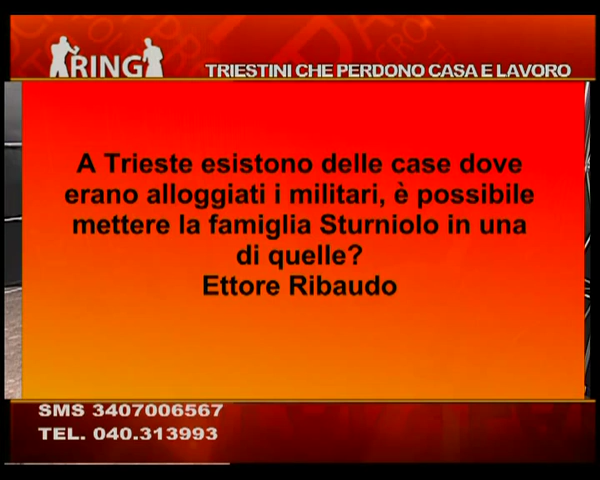 RING
TRIESTINI CHE PERDONO CASA E LAVORO
A Trieste esistono delle case dove
erano alloggiati i militari, è possibile
mettere la famiglia Sturniolo in una
di quelle?
Ettore Ribaudo
SMS 3407006567
TEL. 040.313993